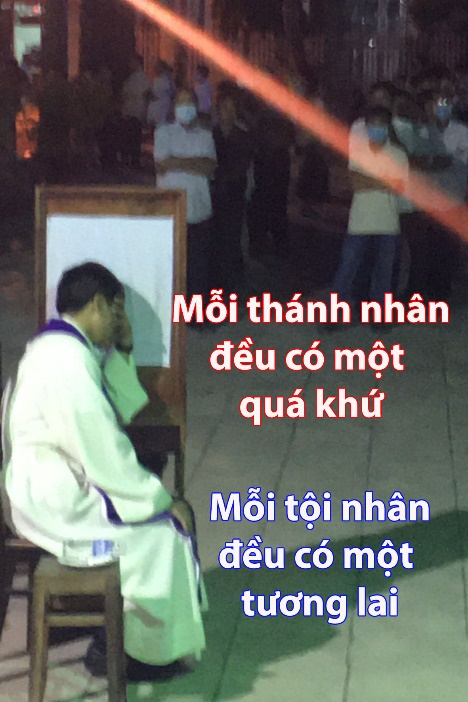 Mỗi thánh nhân
đều có một
quá khứ
Mỗi tội nhân
đều có một
tương lai